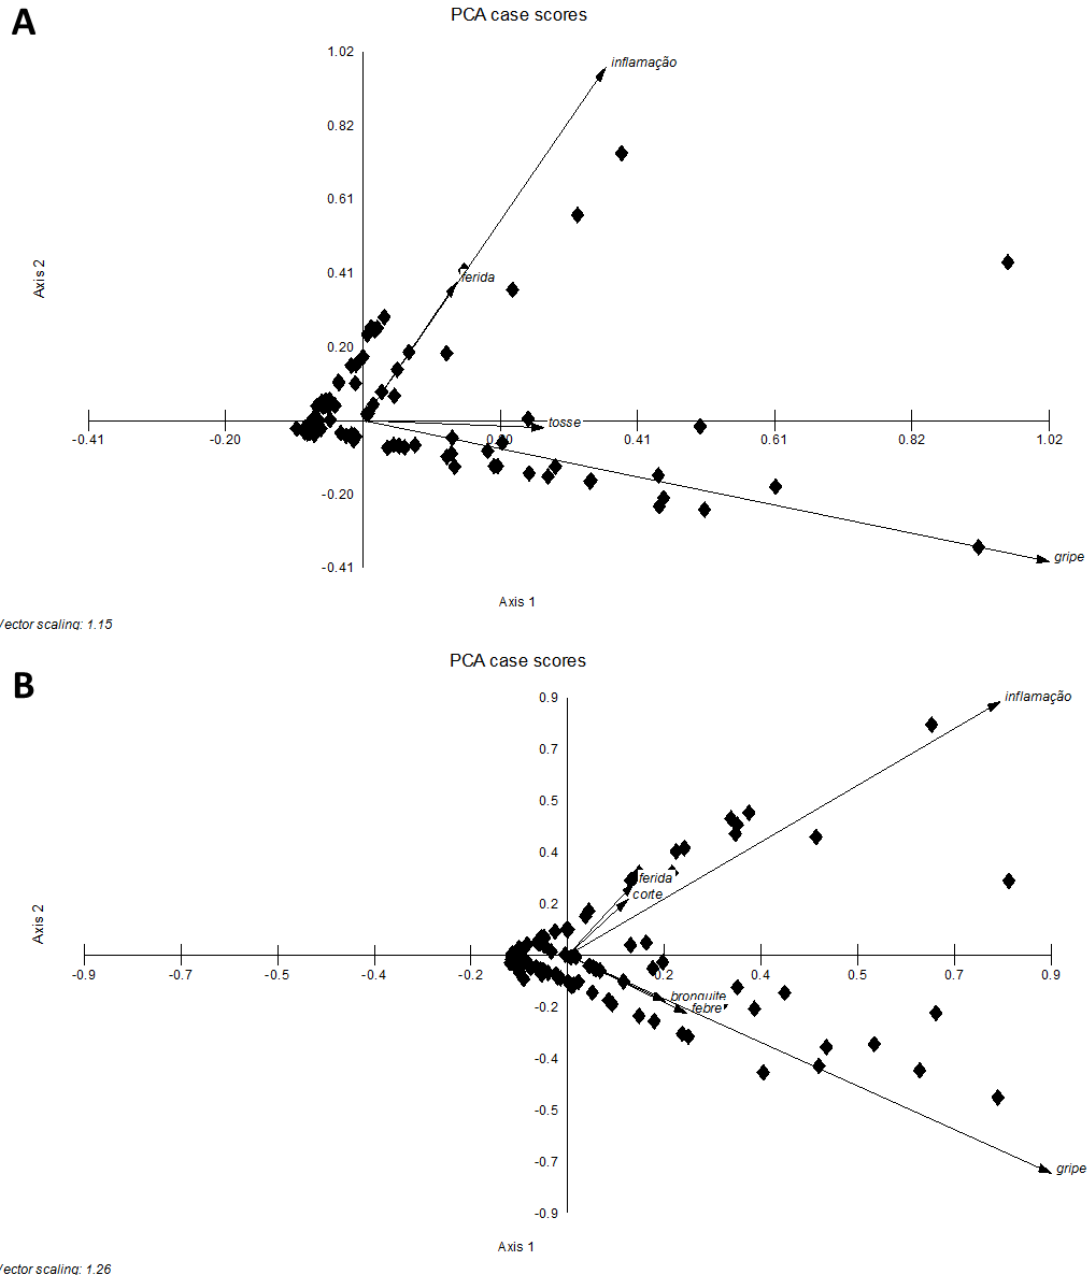 A
PCA case scores
1.02
inflamação
0.82
0.61
0.41
ferida
Axis 2
0.20
tosse
-0.41
-0.20
0.20
0.41
0.61
0.82
1.02
-0.20
-0.41
gripe
Axis 1
Vector scaling: 1.15
PCA case scores
B
0.9
inflamação
0.7
0.5
0.4
ferida
corte
0.2
Axis 2
-0.9
-0.7
-0.5
-0.4
-0.2
0.2
0.4
0.5
0.7
0.9
bronquite
-0.2
febre
-0.4
-0.5
-0.7
gripe
-0.9
Axis 1
Vector scaling: 1.26